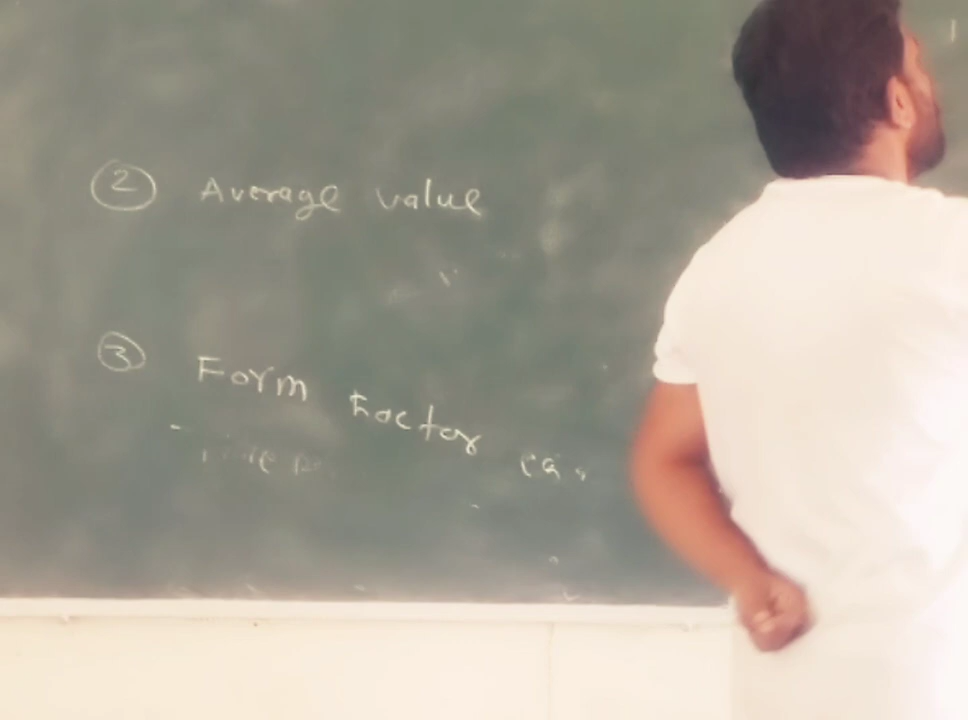 ② Average value
③ Form Factor